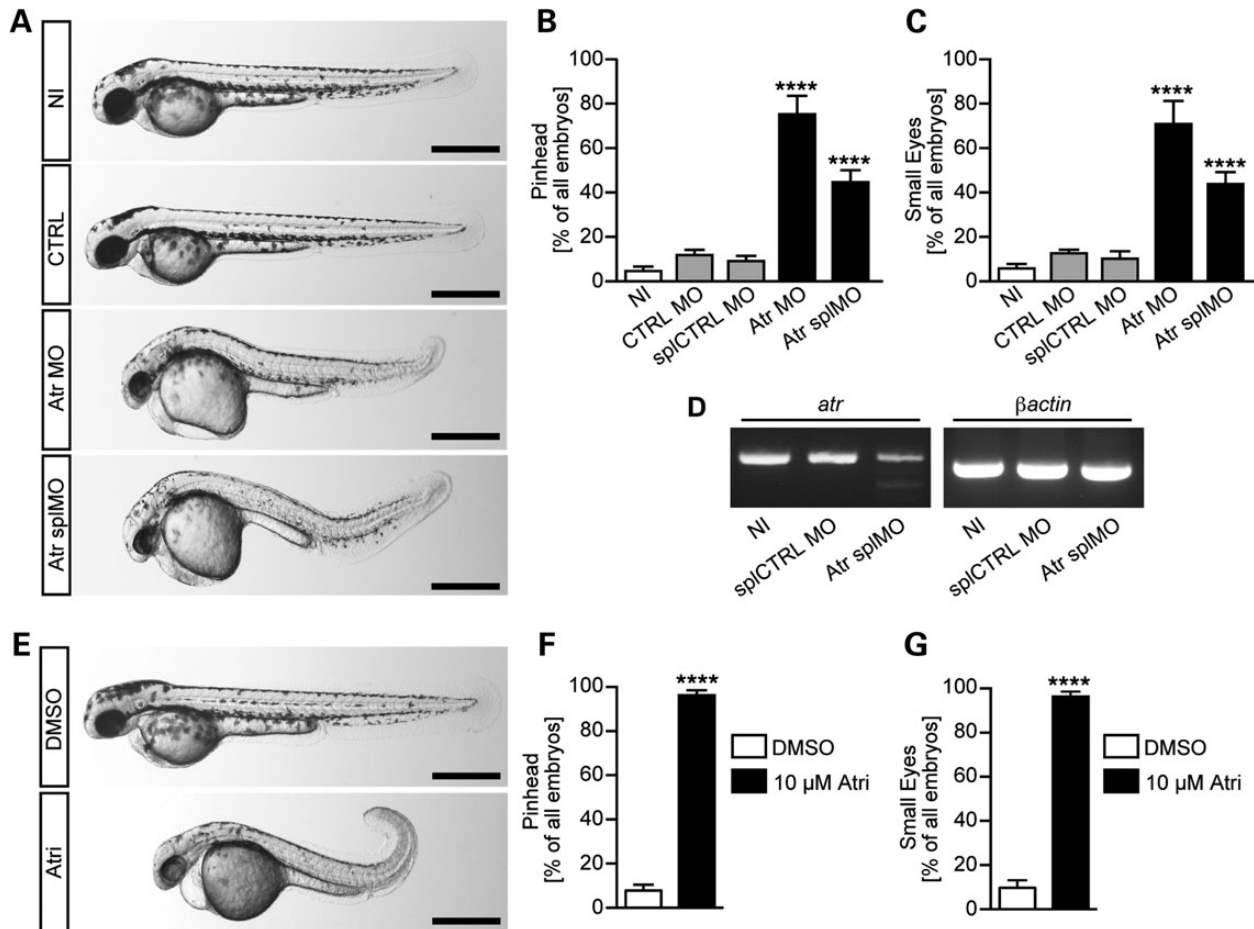 A
NI
CTRL
Atr MO
Atr splMO
B
Pinhead
[% of all embryos]
100
80
60
40
20
0
****
****
NI
CTRL MO
splCTRL MO
Atr MO
Atr splMO
C
Small Eyes
[% of all embryos]
100
80
60
40
20
0
****
****
NI
CTRL MO
splCTRL MO
Atr MO
Atr splMO
D
atr
βactin
NI
splCTRL MO
Atr splMO
NI
splCTRL MO
Atr splMO
E
DMSO
Atri
F
Pinhead
[% of all embryos]
100
80
60
40
20
0
****
DMSO
10 µM Atri
G
Small Eyes
[% of all embryos]
100
80
60
40
20
0
****
DMSO
10 µM Atri